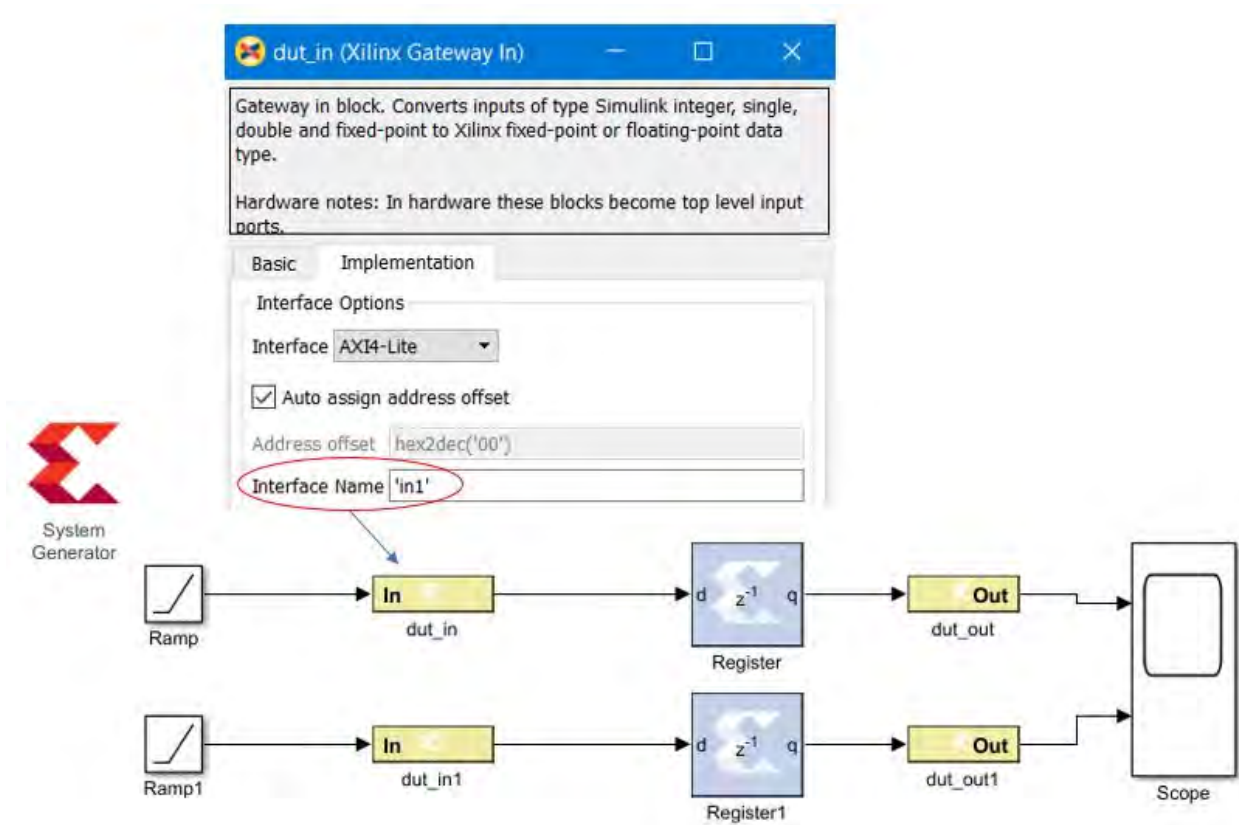 dut_in (Xilinx Gateway In)
Gateway in block. Converts inputs of type Simulink integer, single,
double and fixed-point to Xilinx fixed-point or floating-point data
type.
Hardware notes: In hardware these blocks become top level input
ports.
Basic Implementation
Interface Options
Interface AXI4-Lite
Auto assign address offset
Address offset hex2dec('00')
Interface Name 'in1'
System
Generator
Ramp
In
dut_in
d z-1 q
Register
Out
dut_out
Ramp1
In
dut_in1
d z-1 q
Register1
Out
dut_out1
Scope